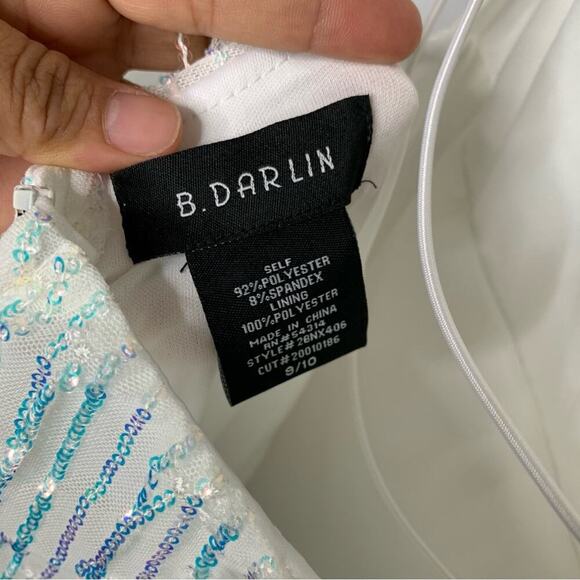 B.DARLIN
SELF
92%POLYESTER
8%SPANDEX
LINING
100%POLYESTER
MADE IN CHINA
RN#54314
STYLE#2BNX406
CUT#20010186
9/10